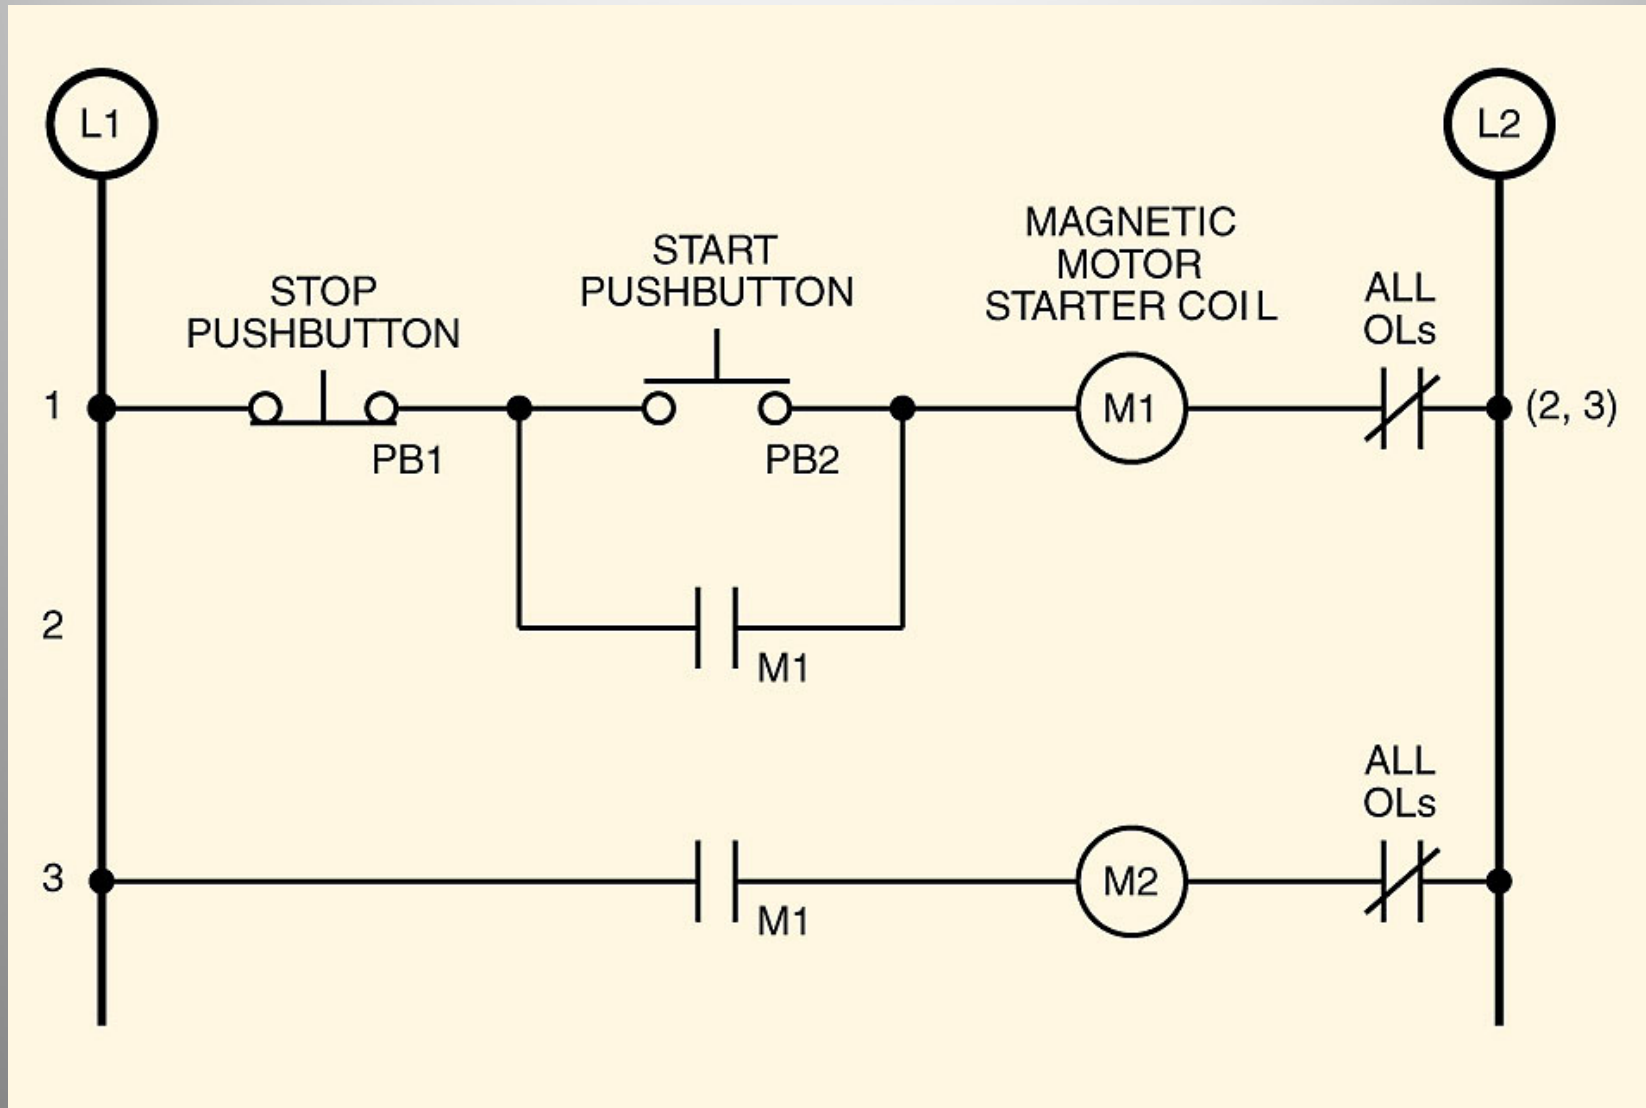 L1
L2
MAGNETIC
MOTOR
STARTER COIL
START
PUSHBUTTON
STOP
PUSHBUTTON
ALL
OLs
1
M1
(2, 3)
PB1
PB2
2
M1
ALL
OLs
3
M2
M1